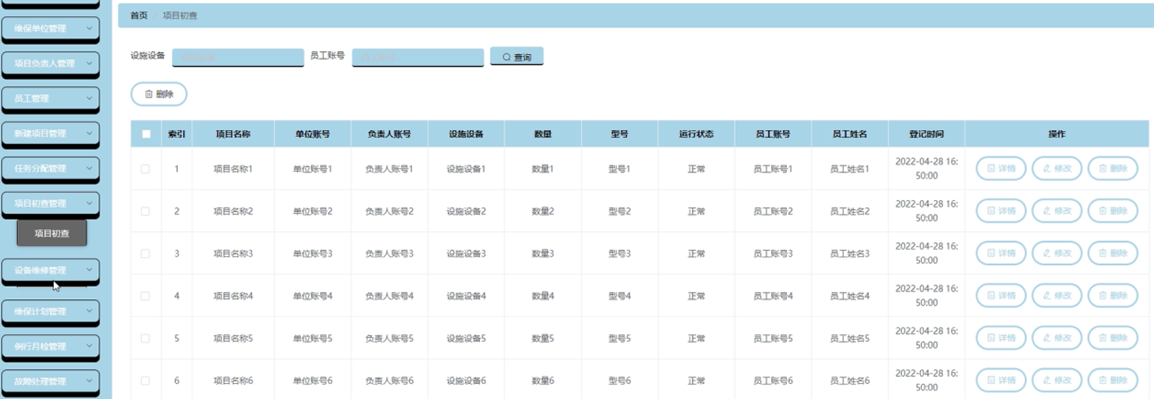 维保单位管理
项目负责人管理
员工管理
新建项目管理
任务分配管理
项目初查管理
项目初查
设备维修管理
维保计划管理
例行月检管理
故障处理管理
首页 项目初查
设施设备 员工账号 查询
删除
索引 项目名称 单位账号 负责人账号 设施设备 数量 型号 运行状态 员工账号 员工姓名 登记时间 操作
1 项目名称1 单位账号1 负责人账号1 设施设备1 数量1 型号1 正常 员工账号1 员工姓名1 2022-04-28 16:50:00 详情 修改 删除
2 项目名称2 单位账号2 负责人账号2 设施设备2 数量2 型号2 正常 员工账号2 员工姓名2 2022-04-28 16:50:00 详情 修改 删除
3 项目名称3 单位账号3 负责人账号3 设施设备3 数量3 型号3 正常 员工账号3 员工姓名3 2022-04-28 16:50:00 详情 修改 删除
4 项目名称4 单位账号4 负责人账号4 设施设备4 数量4 型号4 正常 员工账号4 员工姓名4 2022-04-28 16:50:00 详情 修改 删除
5 项目名称5 单位账号5 负责人账号5 设施设备5 数量5 型号5 正常 员工账号5 员工姓名5 2022-04-28 16:50:00 详情 修改 删除
6 项目名称6 单位账号6 负责人账号6 设施设备6 数量6 型号6 正常 员工账号6 员工姓名6 2022-04-28 16:50:00 详情 修改 删除